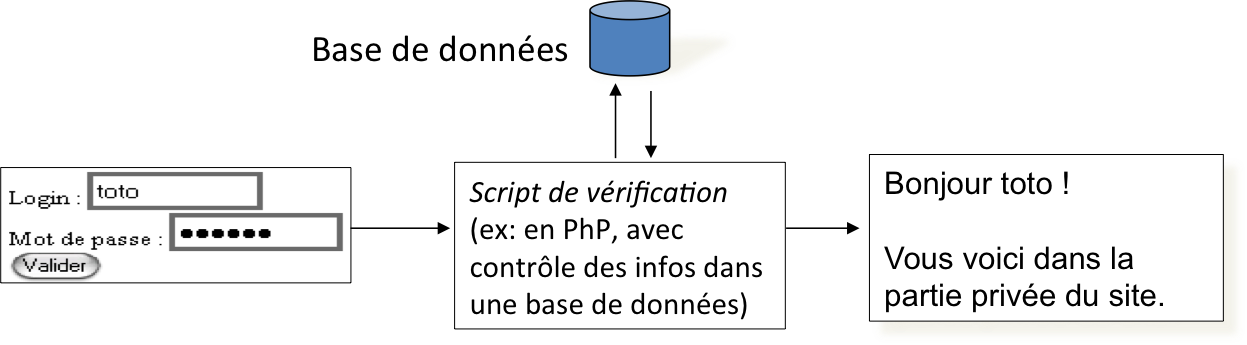 Base de données
Login : toto
Mot de passe : ●●●●●●
Valider
Script de vérification
(ex: en PhP, avec
contrôle des infos dans
une base de données)
Bonjour toto !
Vous voici dans la
partie privée du site.